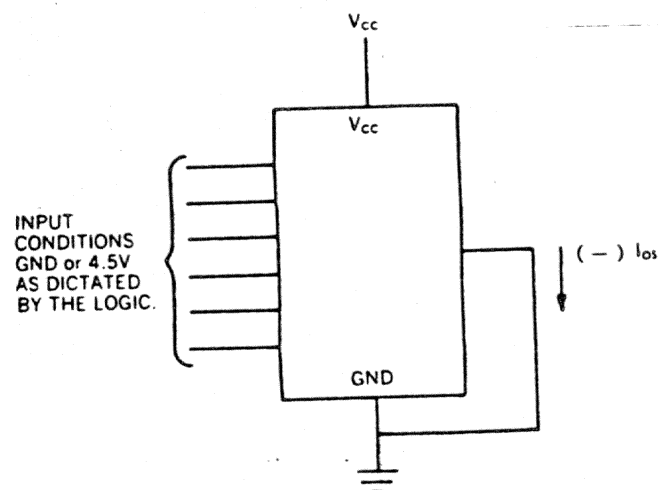 Vcc
Vcc
INPUT
CONDITIONS
GND or 4.5V
AS DICTATED
BY THE LOGIC.
(—) Ios
GND